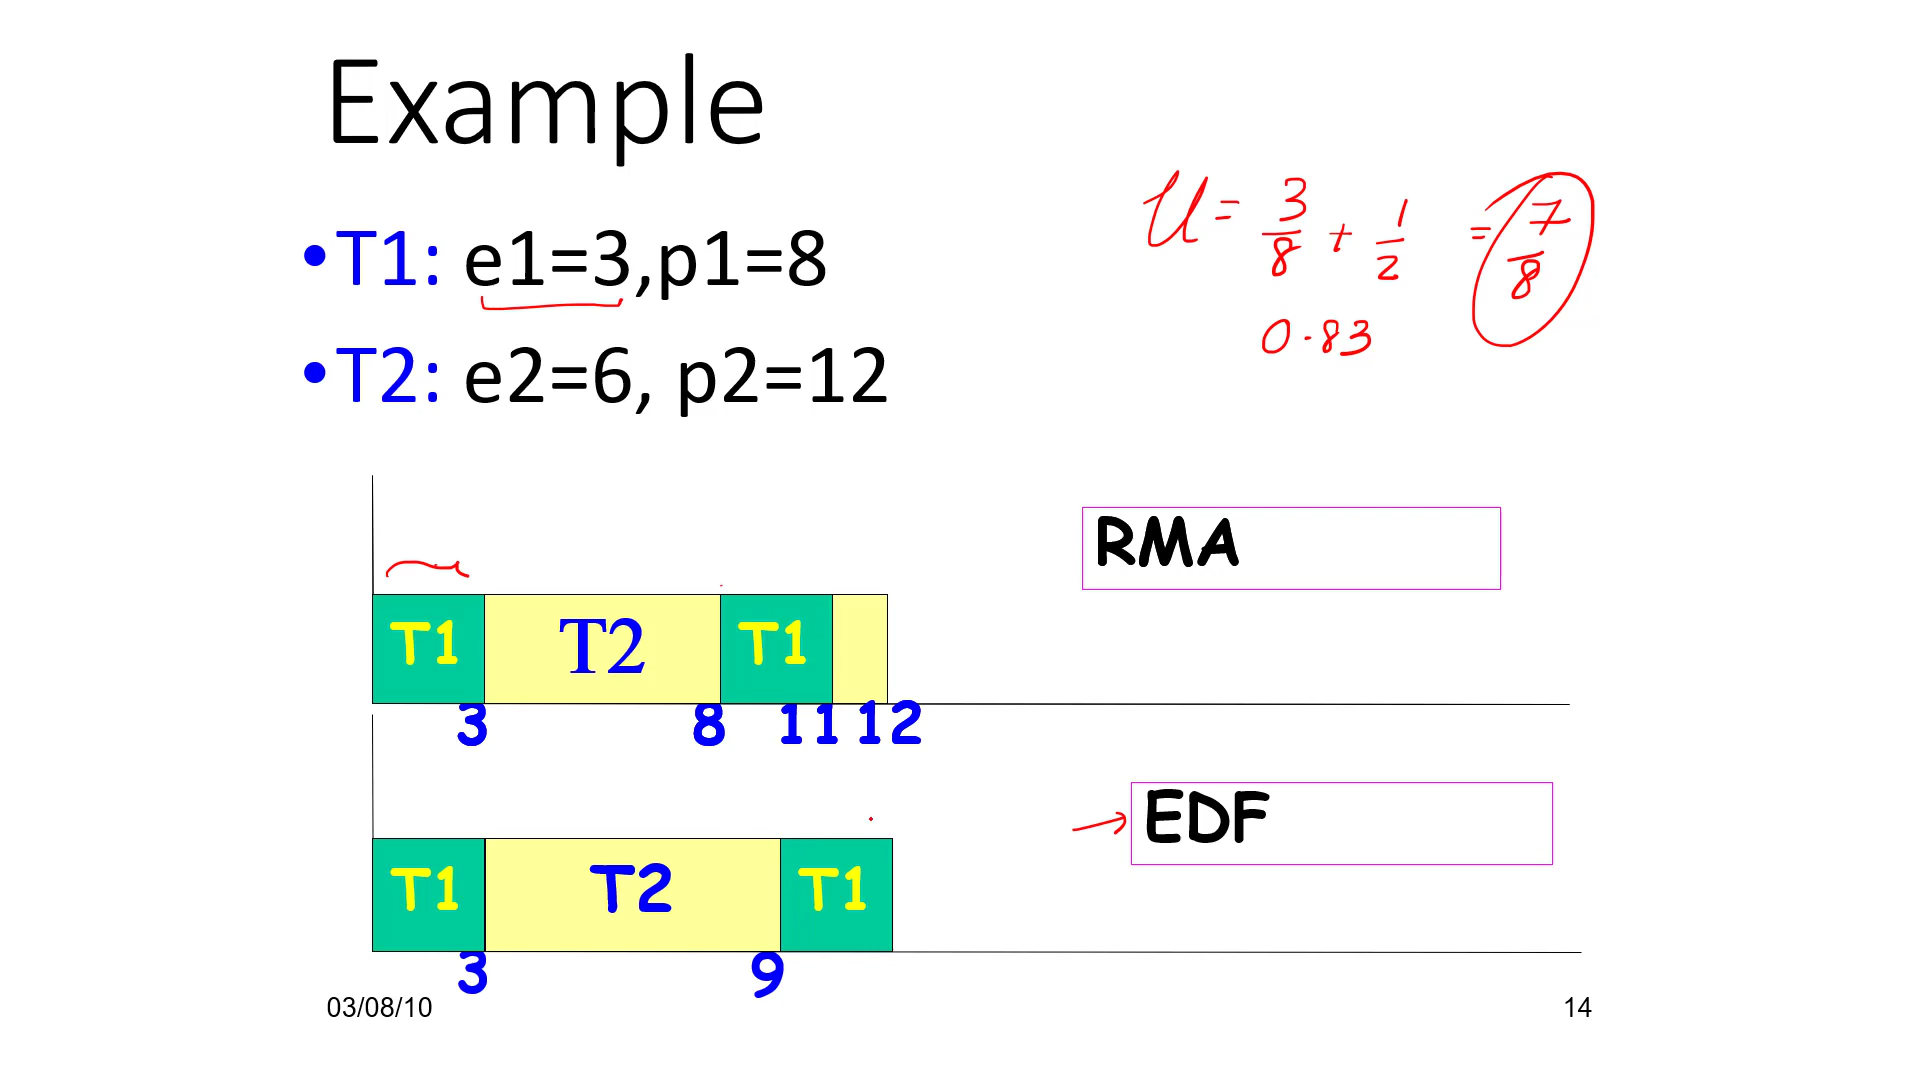 Example
•T1: e1=3,p1=8
•T2: e2=6, p2=12
U = 3/8 + 1/2 = 7/8
0.83
RMA
T1 T2 T1
3 8 11 12
EDF
T1 T2 T1
3 9
03/08/10 14